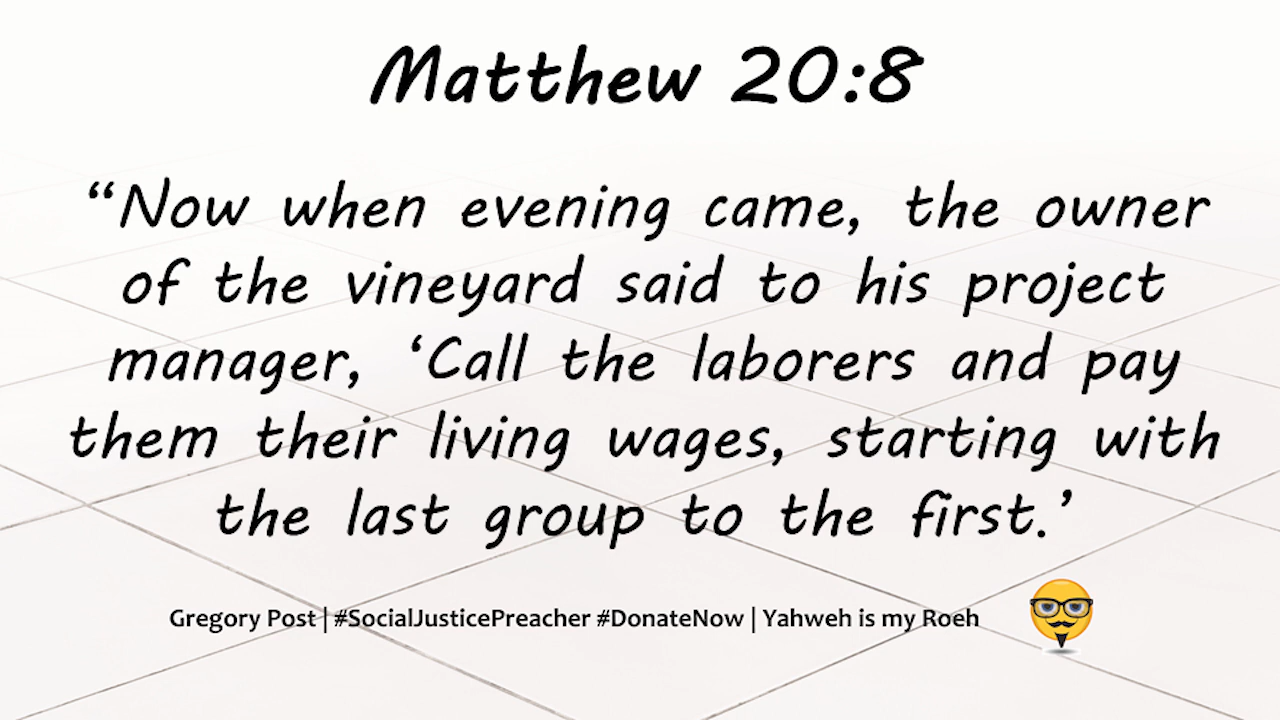 Matthew 20:8
“Now when evening came, the owner
of the vineyard said to his project
manager, ‘Call the laborers and pay
them their living wages, starting with
the last group to the first.’
Gregory Post | #SocialJusticePreacher #DonateNow | Yahweh is my Roeh